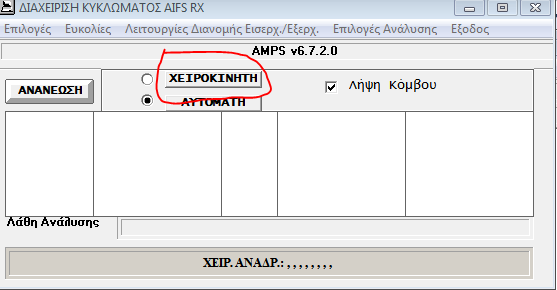 ΔΙΑΧΕΙΡΙΣΗ ΚΥΚΛΩΜΑΤΟΣ AIFS RX
Επιλογές Ευκολίες Λειτουργίες Διανομής Εισερχ./Εξερχ. Επιλογές Ανάλυσης Εξοδος
AMPS v6.7.2.0
ΑΝΑΝΕΩΣΗ
ΧΕΙΡΟΚΙΝΗΤΗ
Λήψη Κόμβου
ΑΥΤΟΜΑΤΗ
Λάθη Ανάλυσης
ΧΕΙΡ. ΑΝΑΔΡ.: , , , , , , , ,